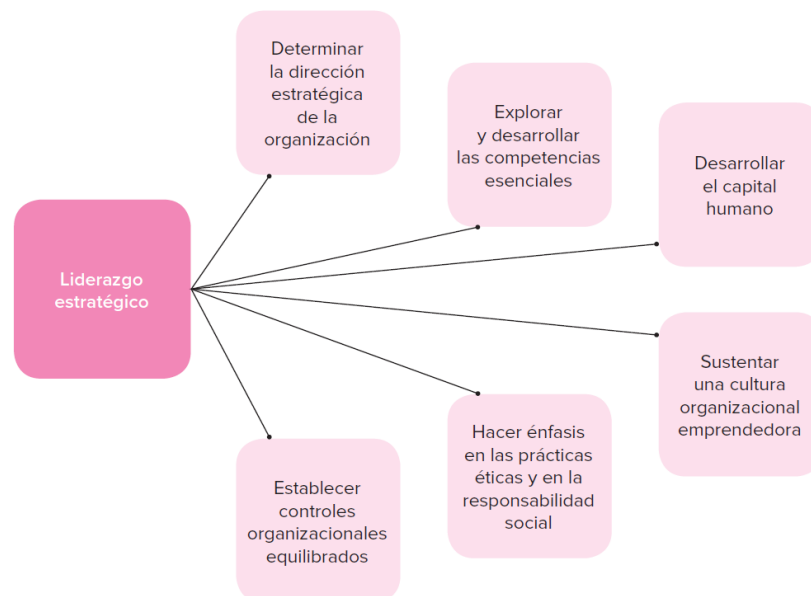 Determinar
la dirección
estratégica
de la
organización
Explorar
y desarrollar
las competencias
esenciales
Desarrollar
el capital
humano
Liderazgo
estratégico
Sustentar
una cultura
organizacional
emprendedora
Hacer énfasis
en las prácticas
éticas y en la
responsabilidad
social
Establecer
controles
organizacionales
equilibrados